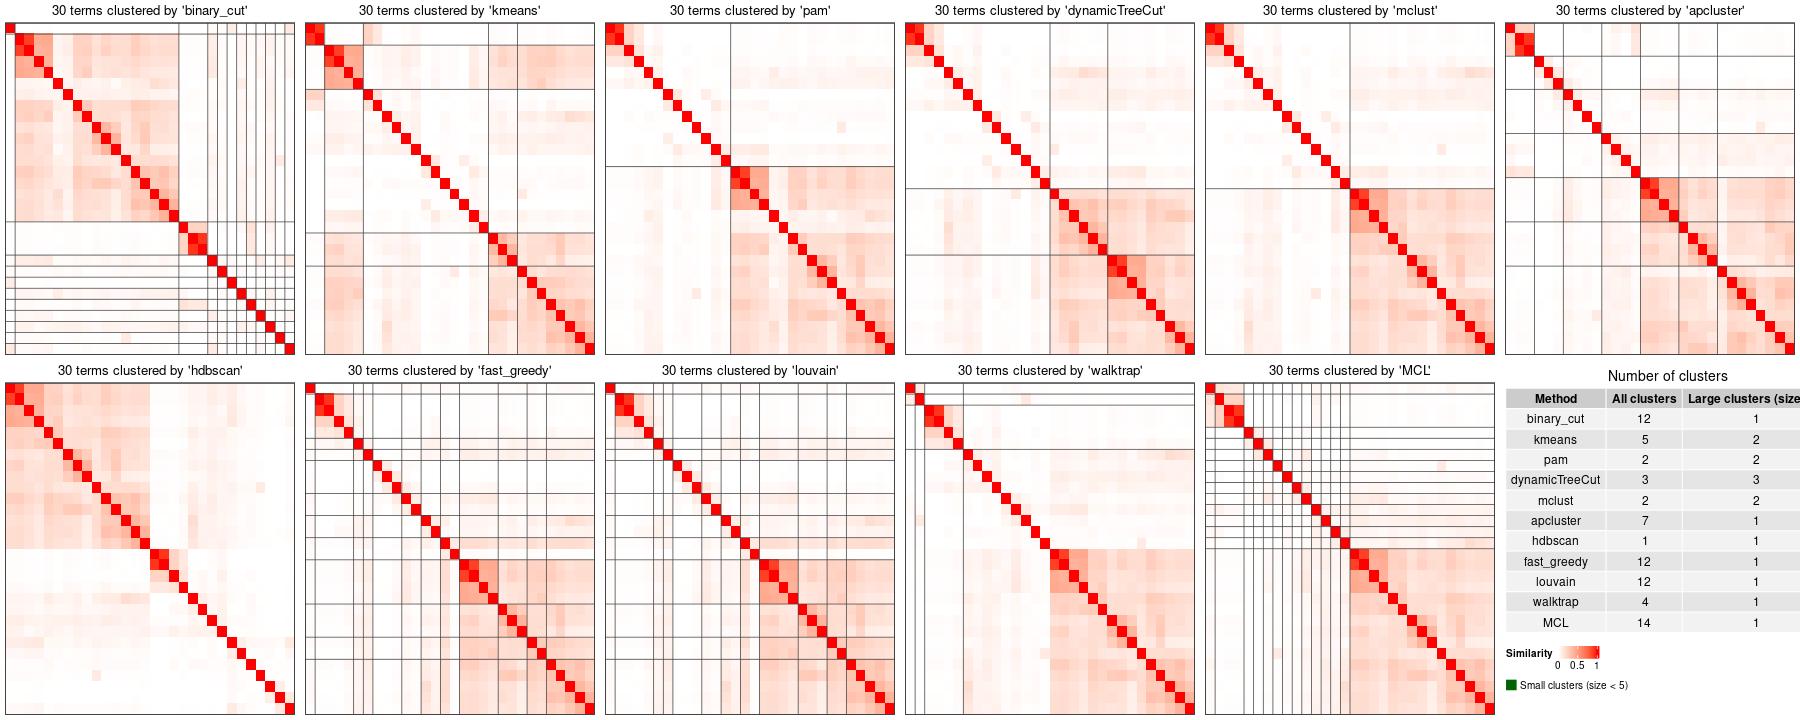 30 terms clustered by 'binary_cut'
30 terms clustered by 'kmeans'
30 terms clustered by 'pam'
30 terms clustered by 'dynamicTreeCut'
30 terms clustered by 'mclust'
30 terms clustered by 'apcluster'
30 terms clustered by 'hdbscan'
30 terms clustered by 'fast_greedy'
30 terms clustered by 'louvain'
30 terms clustered by 'walktrap'
30 terms clustered by 'MCL'
Number of clusters
Method All clusters Large clusters (size
binary_cut 12 1
kmeans 5 2
pam 2 2
dynamicTreeCut 3 3
mclust 2 2
apcluster 7 1
hdbscan 1 1
fast_greedy 12 1
louvain 12 1
walktrap 4 1
MCL 14 1
Similarity
0 0.5 1
Small clusters (size < 5)